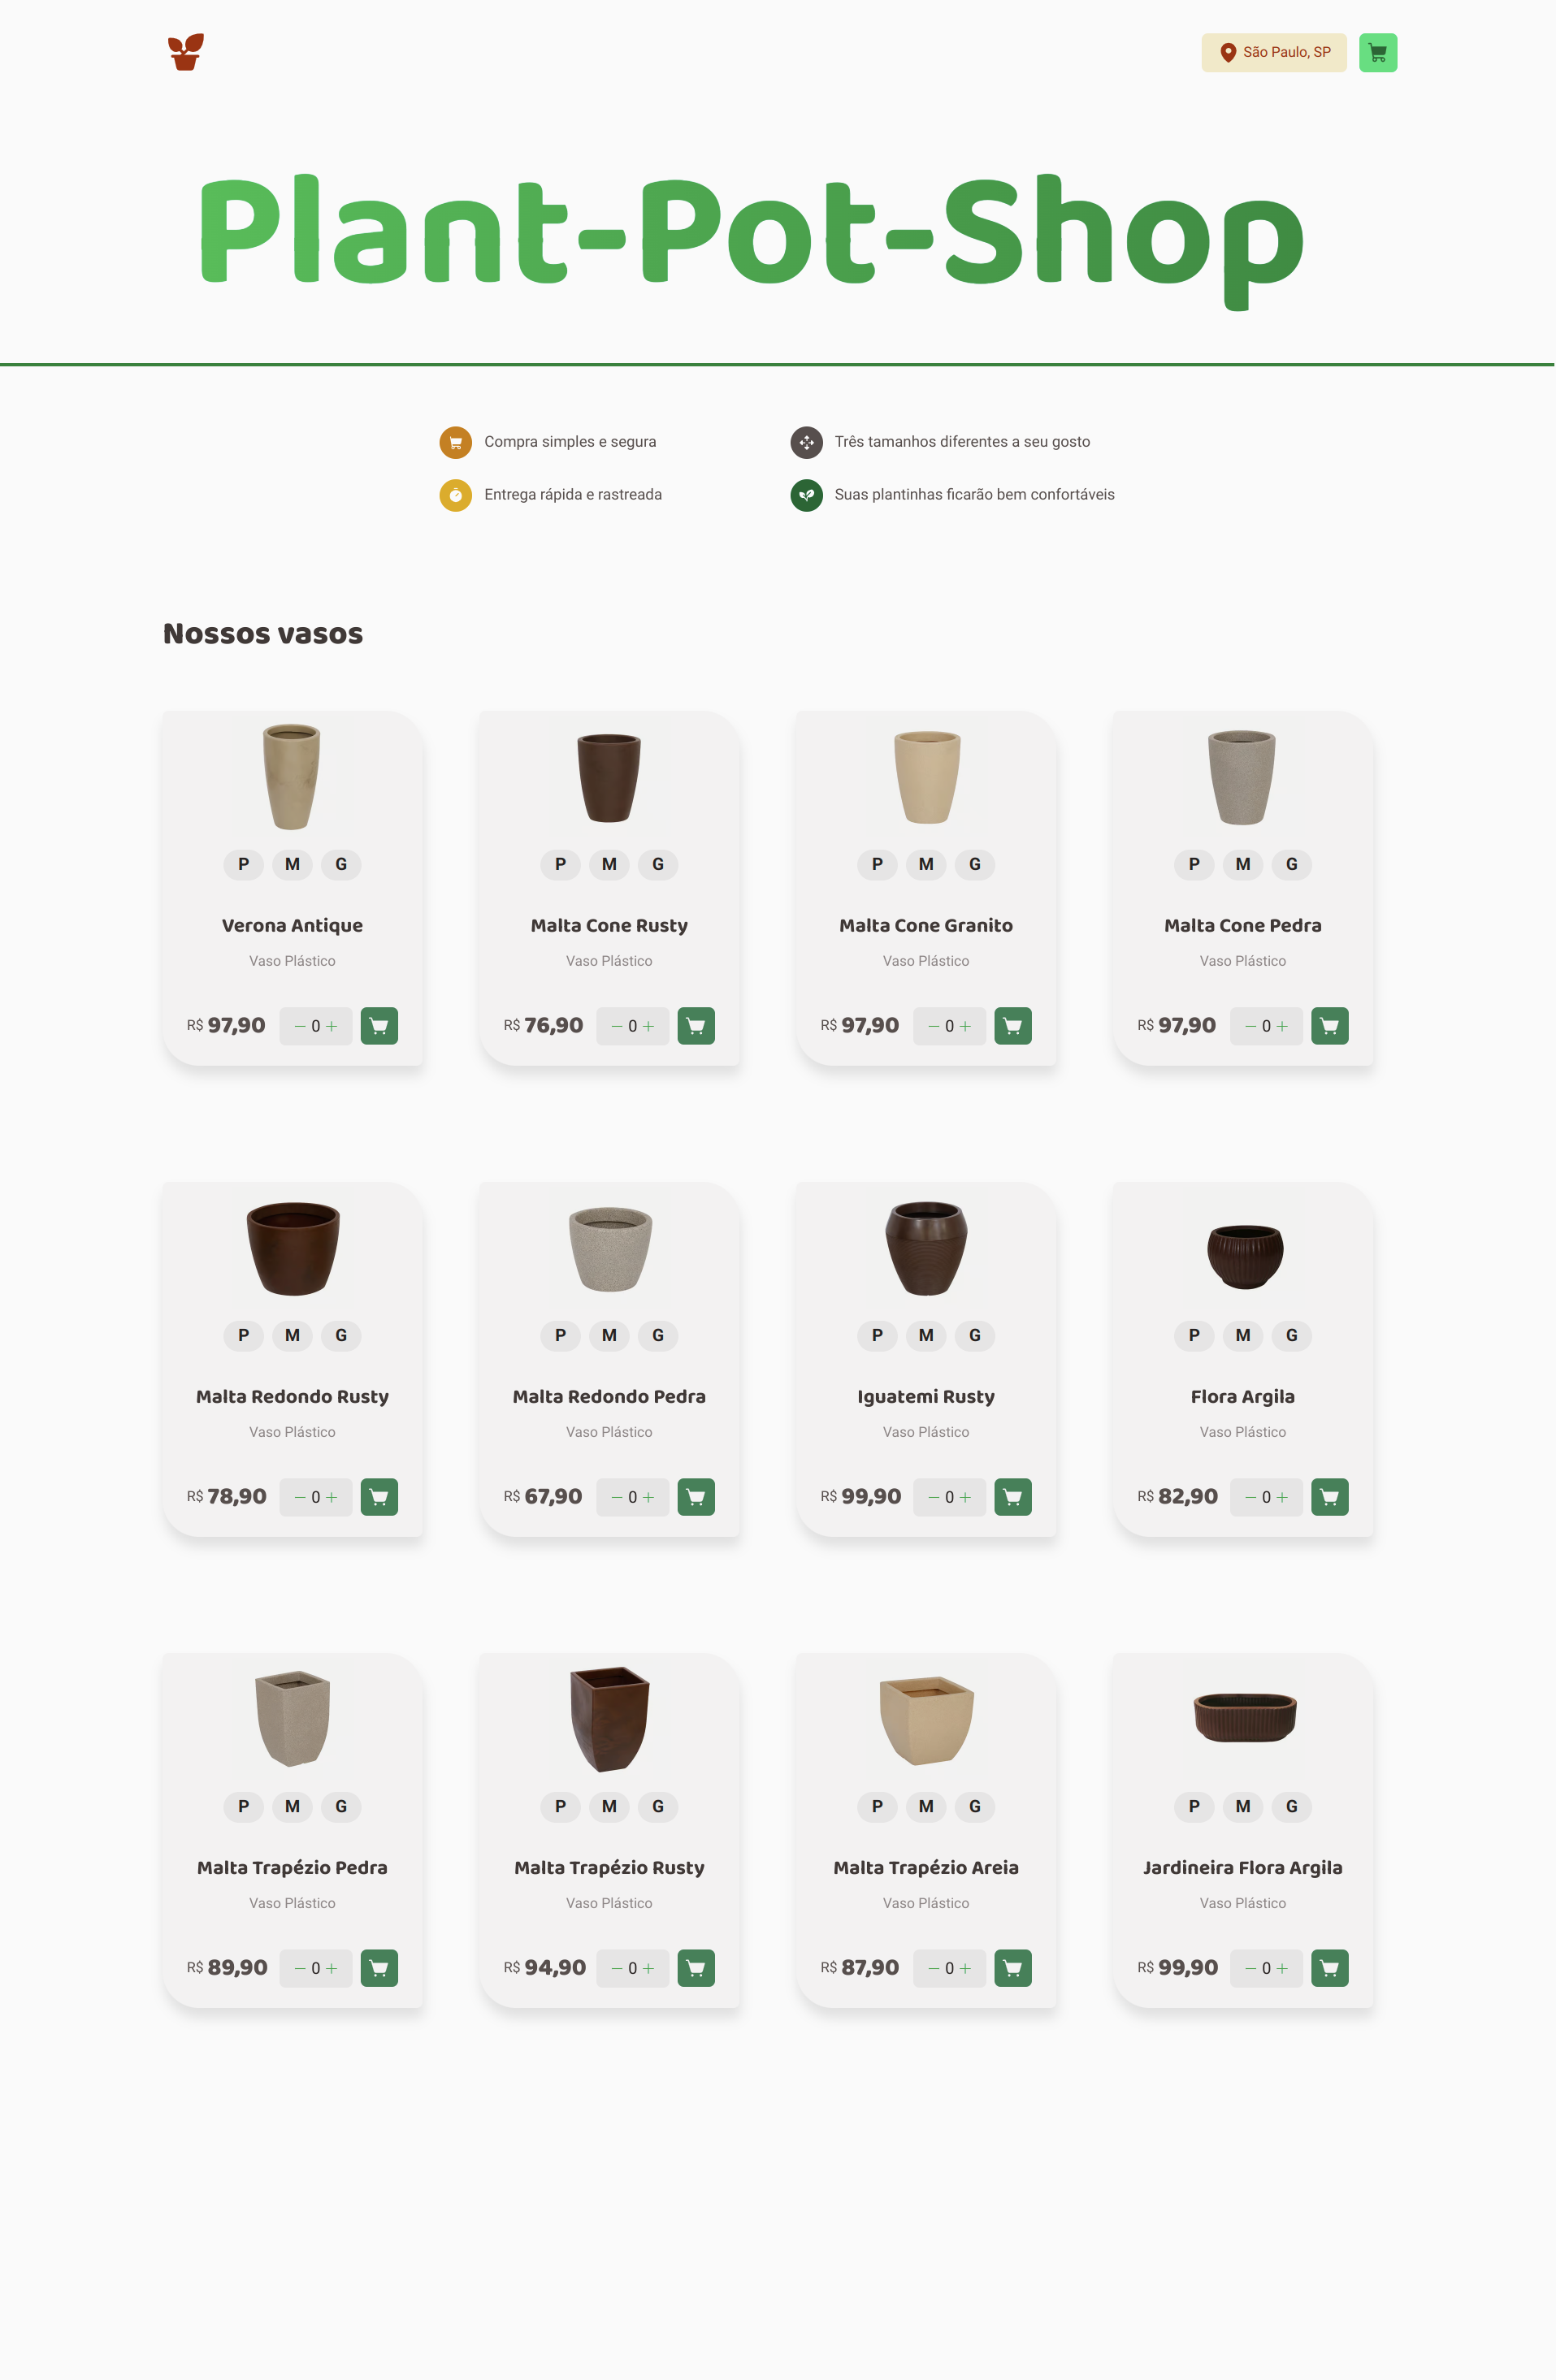 São Paulo, SP
Plant-Pot-Shop
Compra simples e segura
Três tamanhos diferentes a seu gosto
Entrega rápida e rastreada
Suas plantinhas ficarão bem confortáveis
Nossos vasos
P M G
Verona Antique
Vaso Plástico
R$ 97,90 − 0 +
P M G
Malta Cone Rusty
Vaso Plástico
R$ 76,90 − 0 +
P M G
Malta Cone Granito
Vaso Plástico
R$ 97,90 − 0 +
P M G
Malta Cone Pedra
Vaso Plástico
R$ 97,90 − 0 +
P M G
Malta Redondo Rusty
Vaso Plástico
R$ 78,90 − 0 +
P M G
Malta Redondo Pedra
Vaso Plástico
R$ 67,90 − 0 +
P M G
Iguatemi Rusty
Vaso Plástico
R$ 99,90 − 0 +
P M G
Flora Argila
Vaso Plástico
R$ 82,90 − 0 +
P M G
Malta Trapézio Pedra
Vaso Plástico
R$ 89,90 − 0 +
P M G
Malta Trapézio Rusty
Vaso Plástico
R$ 94,90 − 0 +
P M G
Malta Trapézio Areia
Vaso Plástico
R$ 87,90 − 0 +
P M G
Jardineira Flora Argila
Vaso Plástico
R$ 99,90 − 0 +